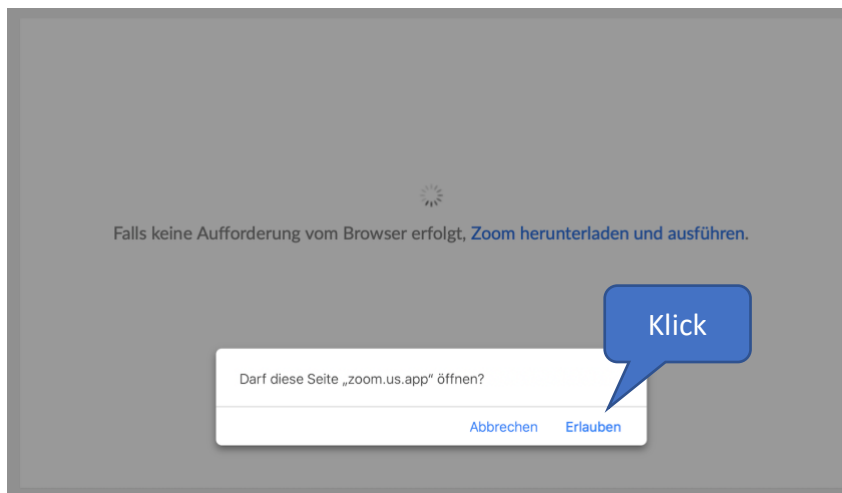 Falls keine Aufforderung vom Browser erfolgt, Zoom herunterladen und ausführen.
Klick
Darf diese Seite „zoom.us.app“ öffnen?
Abbrechen Erlauben